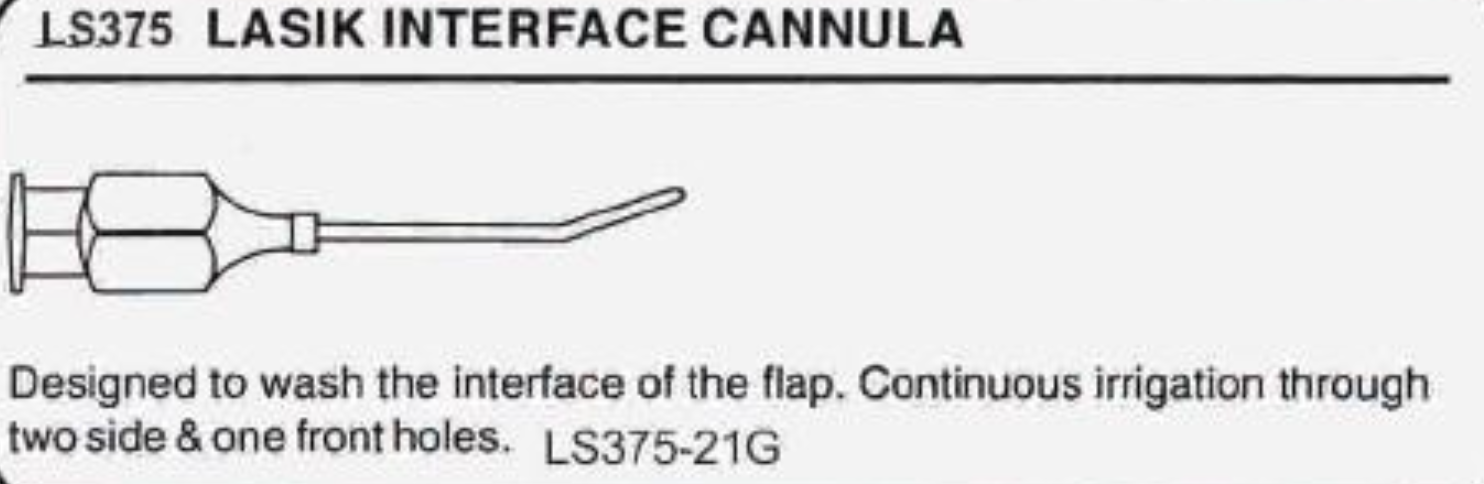 LS375 LASIK INTERFACE CANNULA
Designed to wash the interface of the flap. Continuous irrigation through
two side & one front holes. LS375-21G